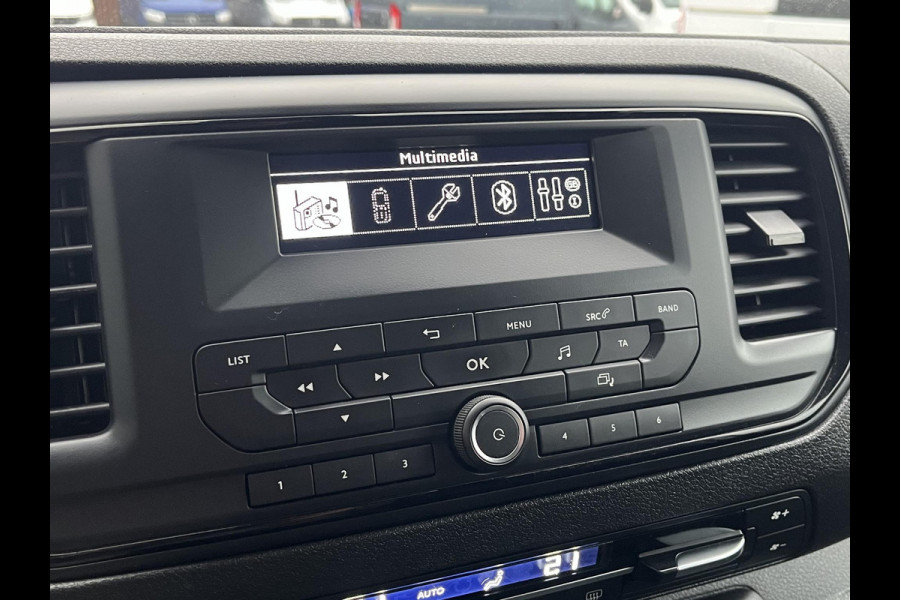 Multimedia
LIST
MENU
SRC
BAND
OK
TA
1
2
3
4
5
6
AUTO
21